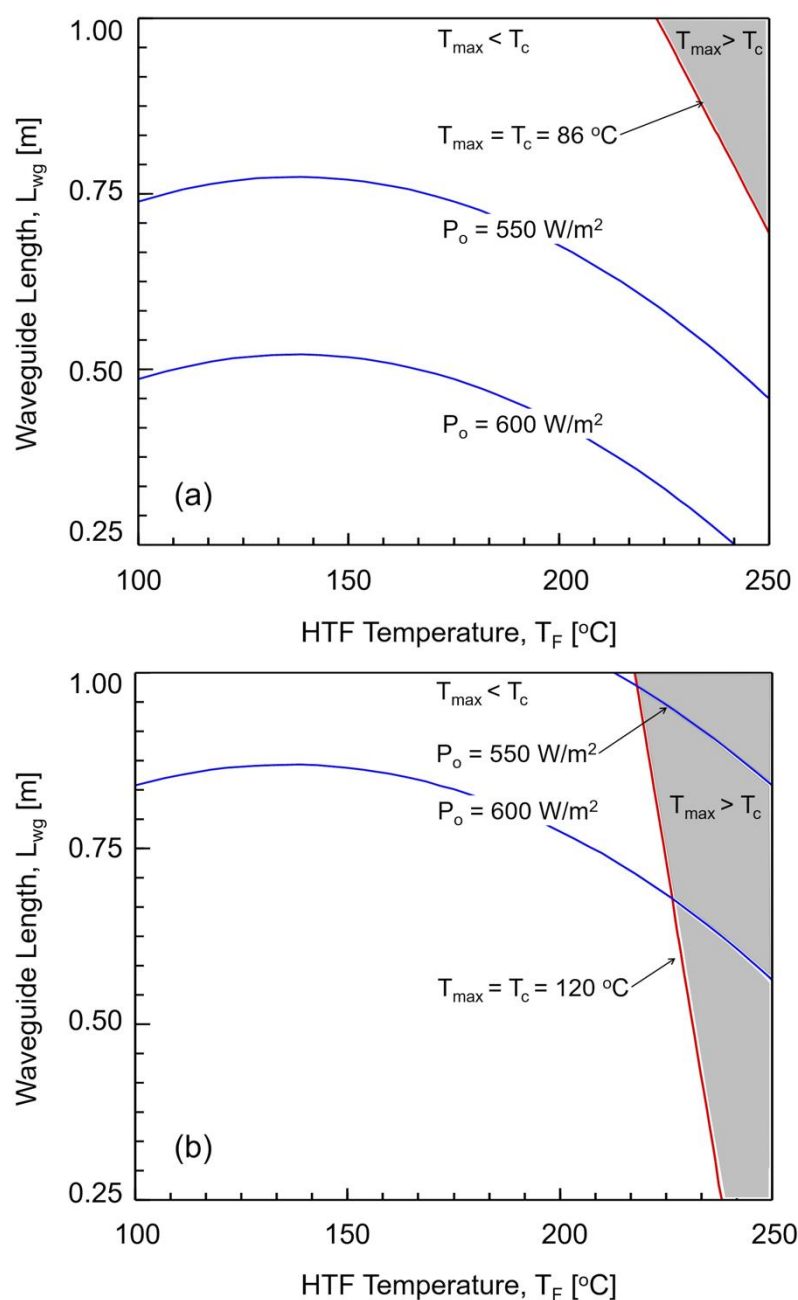 1.00
T_max < T_c
T_max > T_c
T_max = T_c = 86 °C
0.75
P_o = 550 W/m²
0.50
P_o = 600 W/m²
(a)
0.25
100 150 200 250
HTF Temperature, T_F [°C]
Waveguide Length, L_wg [m]
1.00
T_max < T_c
P_o = 550 W/m²
T_max > T_c
P_o = 600 W/m²
0.75
T_max = T_c = 120 °C
0.50
(b)
0.25
100 150 200 250
HTF Temperature, T_F [°C]
Waveguide Length, L_wg [m]